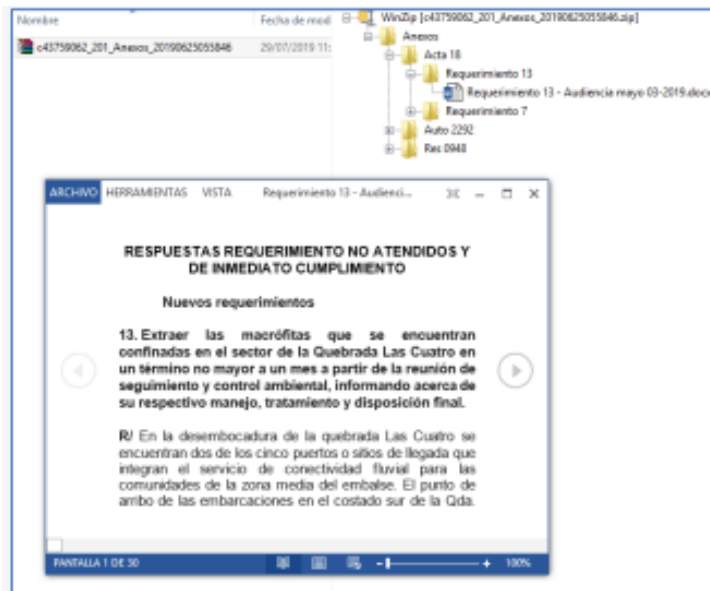 Nombre
Fecha de mod
c43759062_201_Anexos_20190625055846
29/07/2019 11:
WinZip [c43759062_201_Anexos_20190625055846.zip]
Anexos
Acta 18
Requerimiento 13
Requerimiento 13 - Audiencia mayo 03-2019.docx
Requerimiento 7
Auto 2292
Res 0948
ARCHIVO HERRAMIENTAS VISTA Requerimiento 13 - Audienci...
RESPUESTAS REQUERIMIENTO NO ATENDIDOS Y
DE INMEDIATO CUMPLIMIENTO
Nuevos requerimientos
13. Extraer las macrófitas que se encuentran
confinadas en el sector de la Quebrada Las Cuatro en
un término no mayor a un mes a partir de la reunión de
seguimiento y control ambiental, informando acerca de
su respectivo manejo, tratamiento y disposición final.
R/ En la desembocadura de la quebrada Las Cuatro se
encuentran dos de los cinco puertos o sitios de llegada que
integran el servicio de conectividad fluvial para las
comunidades de la zona media del embalse. El punto de
arribo de las embarcaciones en el costado sur de la Qda.
PANTALLA 1 DE 30
100%